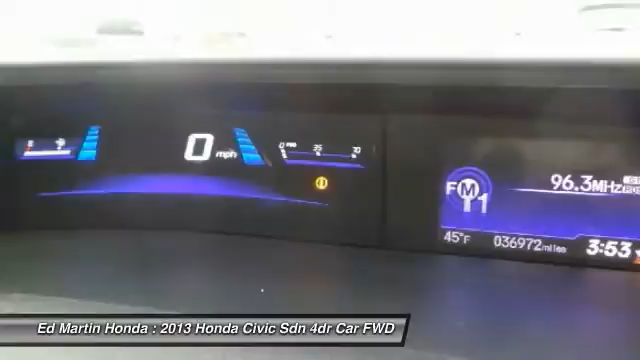 0 mph
0 MPG 35 70
FM
1
96.3MHz
45°F 036972miles 3:53
Ed Martin Honda : 2013 Honda Civic Sdn 4dr Car FWD